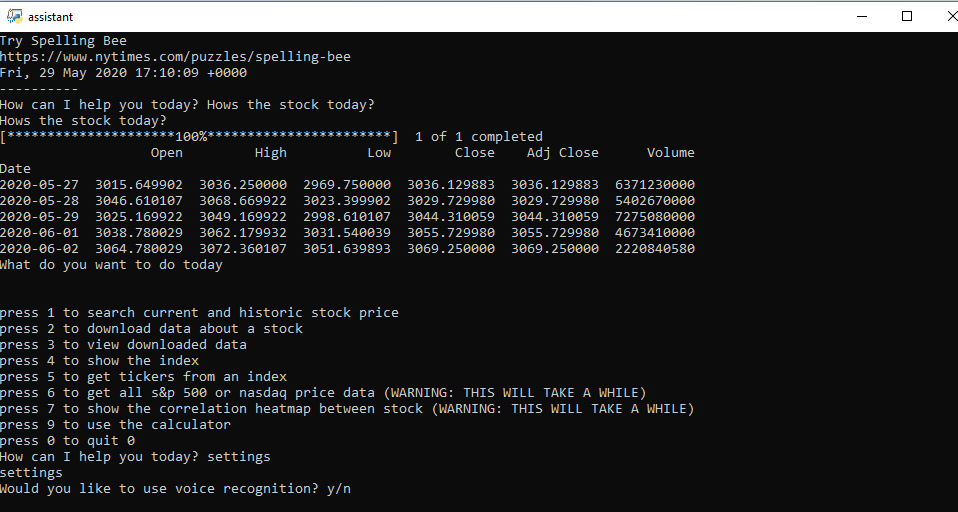 assistant
Try Spelling Bee
https://www.nytimes.com/puzzles/spelling-bee
Fri, 29 May 2020 17:10:09 +0000
----------
How can I help you today? Hows the stock today?
Hows the stock today?
[*********************100%***********************]  1 of 1 completed
                   Open         High          Low        Close    Adj Close      Volume
Date
2020-05-27  3015.649902  3036.250000  2969.750000  3036.129883  3036.129883  6371230000
2020-05-28  3046.610107  3068.669922  3023.399902  3029.729980  3029.729980  5402670000
2020-05-29  3025.169922  3049.169922  2998.610107  3044.310059  3044.310059  7275080000
2020-06-01  3038.780029  3062.179932  3031.540039  3055.729980  3055.729980  4673410000
2020-06-02  3064.780029  3072.360107  3051.639893  3069.250000  3069.250000  2220840580
What do you want to do today
press 1 to search current and historic stock price
press 2 to download data about a stock
press 3 to view downloaded data
press 4 to show the index
press 5 to get tickers from an index
press 6 to get all s&p 500 or nasdaq price data (WARNING: THIS WILL TAKE A WHILE)
press 7 to show the correlation heatmap between stock (WARNING: THIS WILL TAKE A WHILE)
press 9 to use the calculator
press 0 to quit 0
How can I help you today? settings
settings
Would you like to use voice recognition? y/n